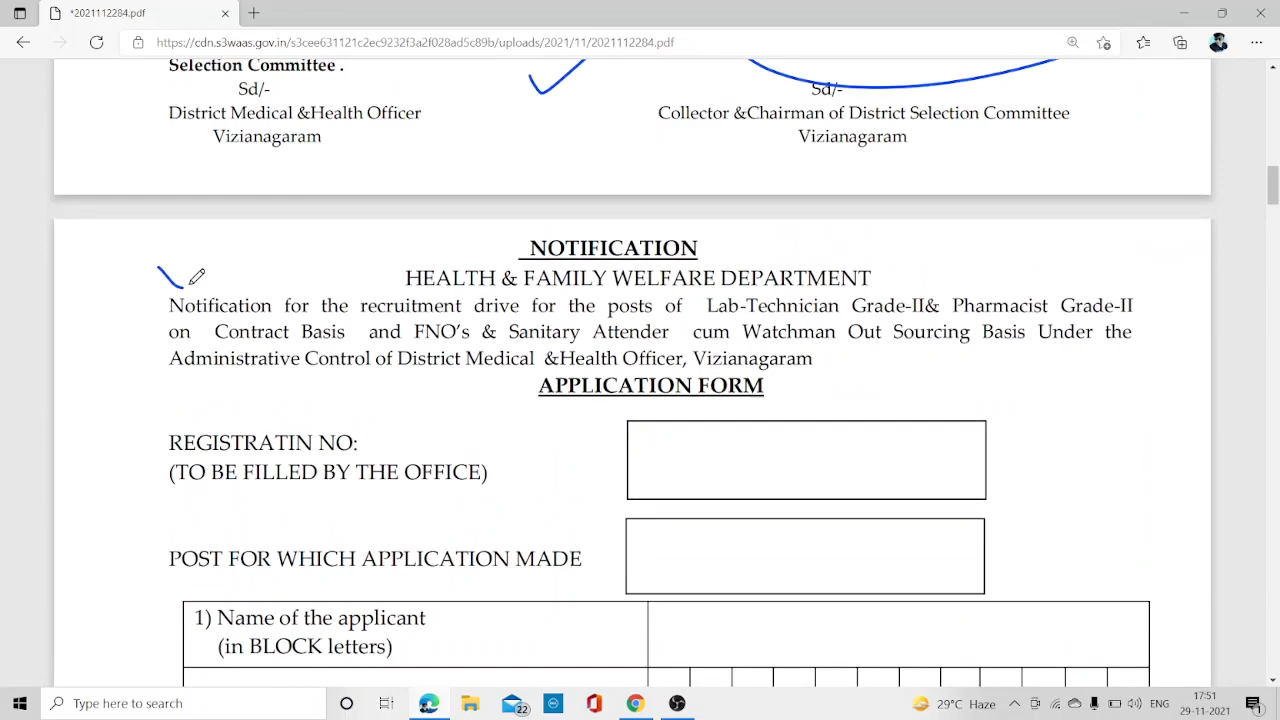 *2021112284.pdf
https://cdn.s3waas.gov.in/s3cee631121c2ec9232f3a2f028ad5c89b/uploads/2021/11/2021112284.pdf
Selection Committee .
Sd/- Sd/-
District Medical &Health Officer Collector &Chairman of District Selection Committee
Vizianagaram Vizianagaram
NOTIFICATION
HEALTH & FAMILY WELFARE DEPARTMENT
Notification for the recruitment drive for the posts of Lab-Technician Grade-II& Pharmacist Grade-II
on Contract Basis and FNO's & Sanitary Attender cum Watchman Out Sourcing Basis Under the
Administrative Control of District Medical &Health Officer, Vizianagaram
APPLICATION FORM
REGISTRATIN NO:
(TO BE FILLED BY THE OFFICE)
POST FOR WHICH APPLICATION MADE
1) Name of the applicant
(in BLOCK letters)
Type here to search
22
29°C Haze
ENG
17:51
29-11-2021
1